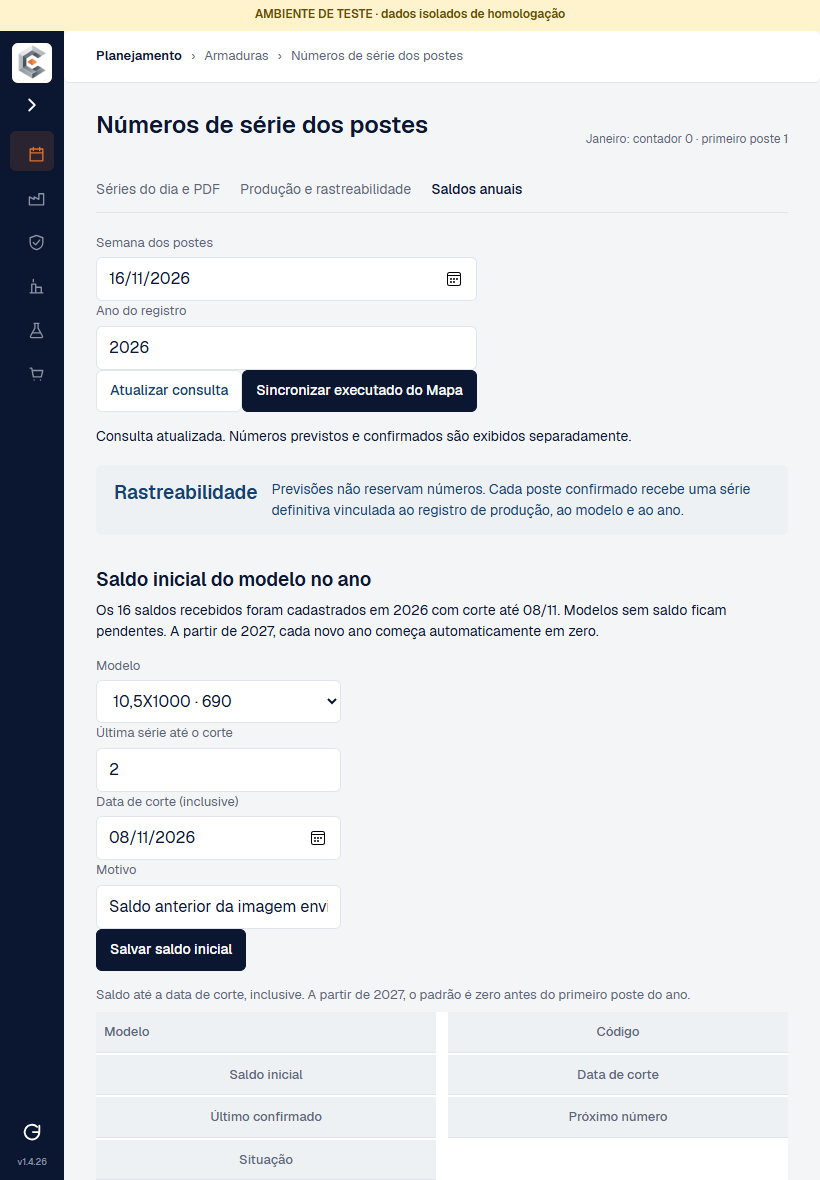 AMBIENTE DE TESTE · dados isolados de homologação
Planejamento › Armaduras › Números de série dos postes
Números de série dos postes
Janeiro: contador 0 · primeiro poste 1
Séries do dia e PDF Produção e rastreabilidade Saldos anuais
Semana dos postes
16/11/2026
Ano do registro
2026
Atualizar consulta Sincronizar executado do Mapa
Consulta atualizada. Números previstos e confirmados são exibidos separadamente.
Rastreabilidade
Previsões não reservam números. Cada poste confirmado recebe uma série
definitiva vinculada ao registro de produção, ao modelo e ao ano.
Saldo inicial do modelo no ano
Os 16 saldos recebidos foram cadastrados em 2026 com corte até 08/11. Modelos sem saldo ficam
pendentes. A partir de 2027, cada novo ano começa automaticamente em zero.
Modelo
10,5X1000 · 690
Última série até o corte
2
Data de corte (inclusive)
08/11/2026
Motivo
Saldo anterior da imagem envi
Salvar saldo inicial
Saldo até a data de corte, inclusive. A partir de 2027, o padrão é zero antes do primeiro poste do ano.
Modelo Código
Saldo inicial Data de corte
Último confirmado Próximo número
Situação
v1.4.26